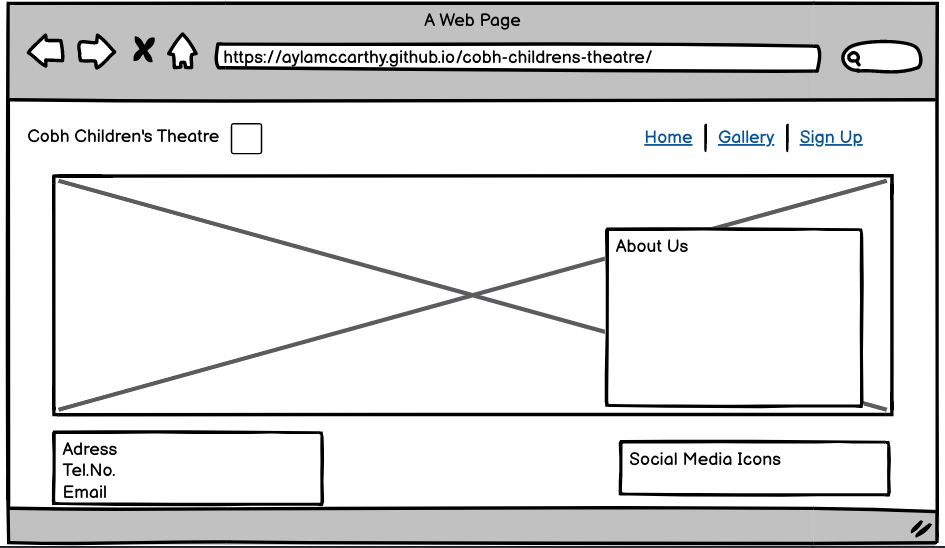 A Web Page
https://aylamccarthy.github.io/cobh-childrens-theatre/
Cobh Children's Theatre
Home | Gallery | Sign Up
About Us
Adress
Tel.No.
Email
Social Media Icons